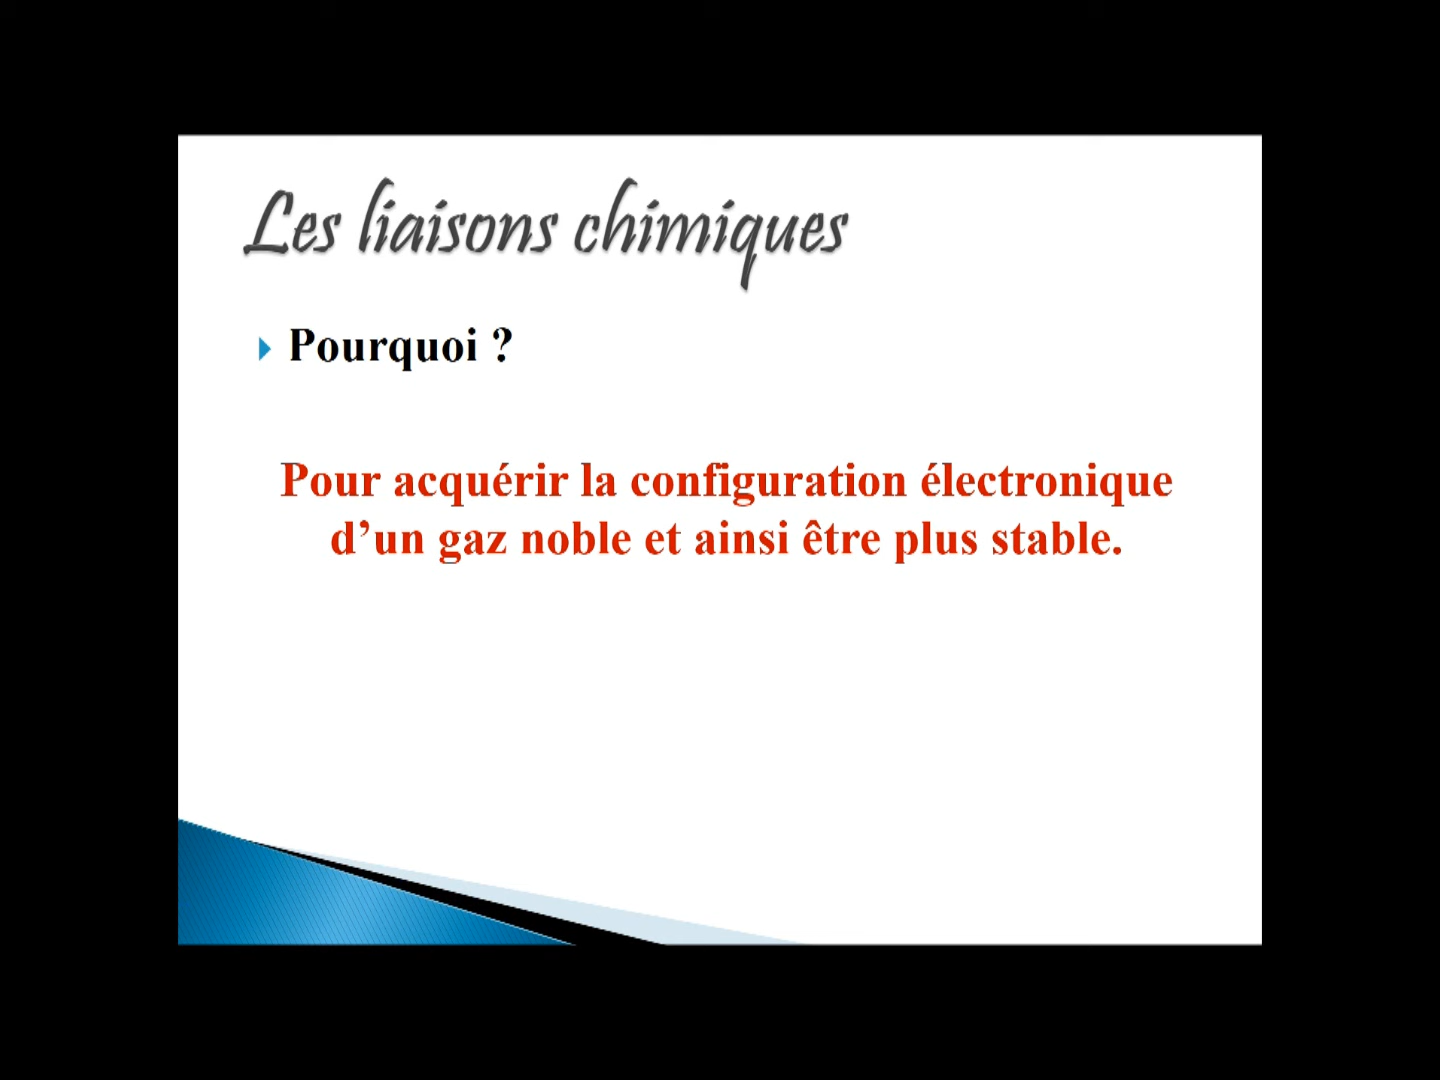 Les liaisons chimiques
Pourquoi ?
Pour acquérir la configuration électronique
d’un gaz noble et ainsi être plus stable.